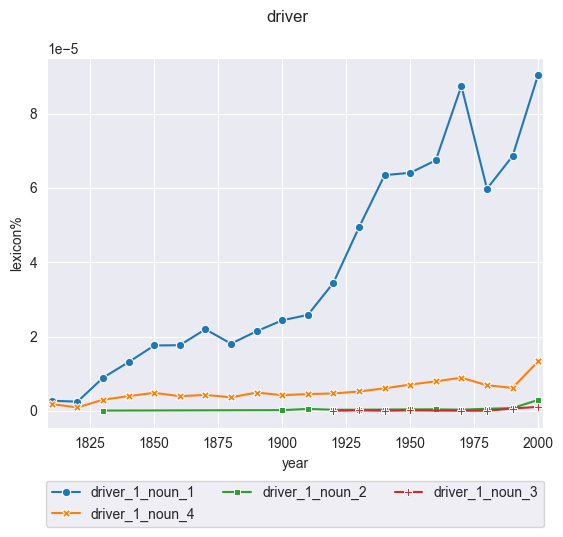 driver
1e−5
8
6
4
2
0
lexicon%
1825 1850 1875 1900 1925 1950 1975 2000
year
driver_1_noun_1 driver_1_noun_2 driver_1_noun_3
driver_1_noun_4